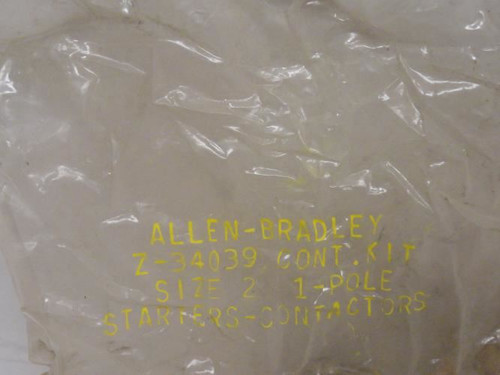 ALLEN-BRADLEY
Z-34039 CONT. KIT
SIZE 2 1-POLE
STARTERS-CONTACTORS